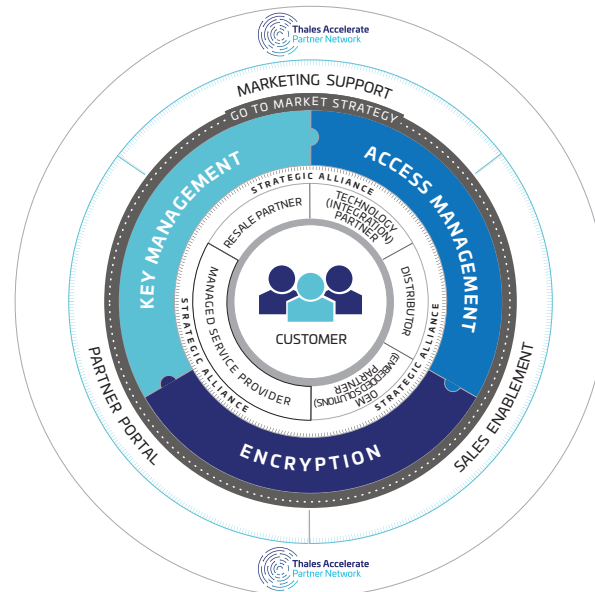 Thales Accelerate
Partner Network
MARKETING SUPPORT
GO TO MARKET STRATEGY
KEY MANAGEMENT
ACCESS MANAGEMENT
STRATEGIC ALLIANCE
RESALE PARTNER
TECHNOLOGY
(INTEGRATION)
PARTNER
MANAGED SERVICE PROVIDER
DISTRIBUTOR
CUSTOMER
STRATEGIC ALLIANCE
STRATEGIC ALLIANCE
OEM
(EMBEDDED SOLUTIONS)
PARTNER
ENCRYPTION
PARTNER PORTAL
SALES ENABLEMENT
Thales Accelerate
Partner Network